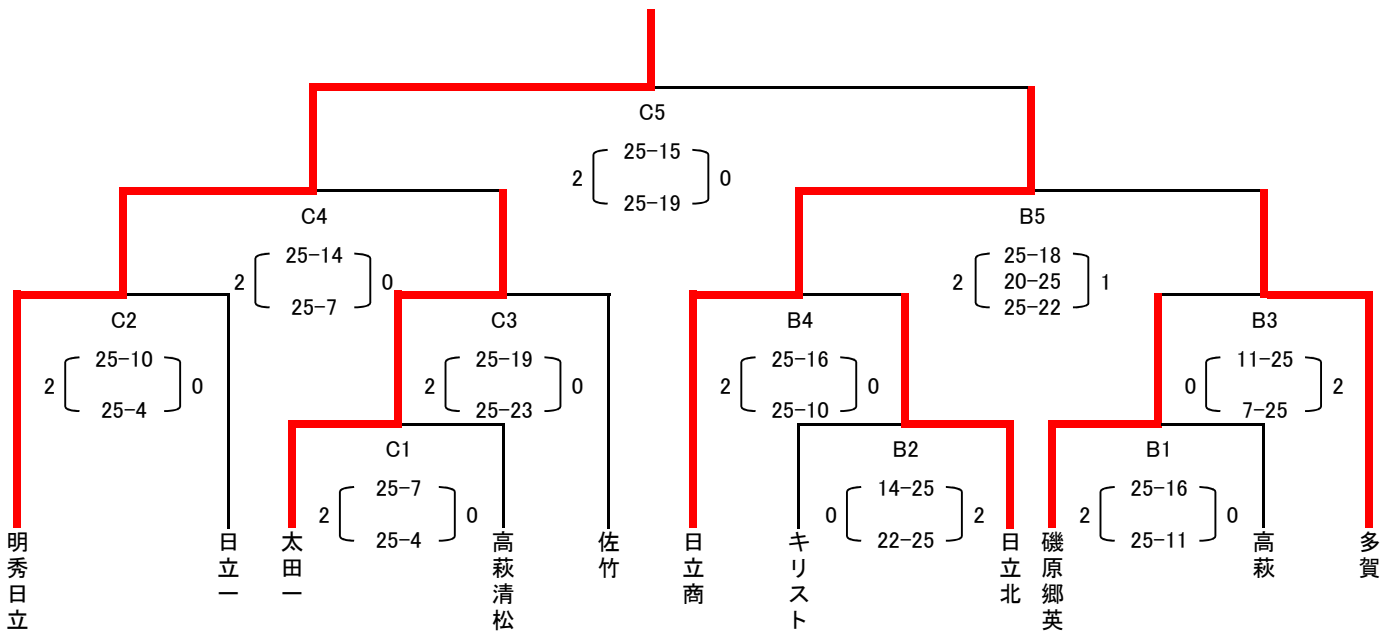 C5
25-15
2 0
25-19
C4
25-14
2 0
25-7
B5
25-18
2 20-25 1
25-22
C2
25-10
2 0
25-4
C3
25-19
2 0
25-23
B4
25-16
2 0
25-10
B3
11-25
0 2
7-25
C1
25-7
2 0
25-4
B2
14-25
0 2
22-25
B1
25-16
2 0
25-11
明秀日立
日立一
太田一
高萩清松
佐竹
日立商
キリスト
日立北
磯原郷英
高萩
多賀